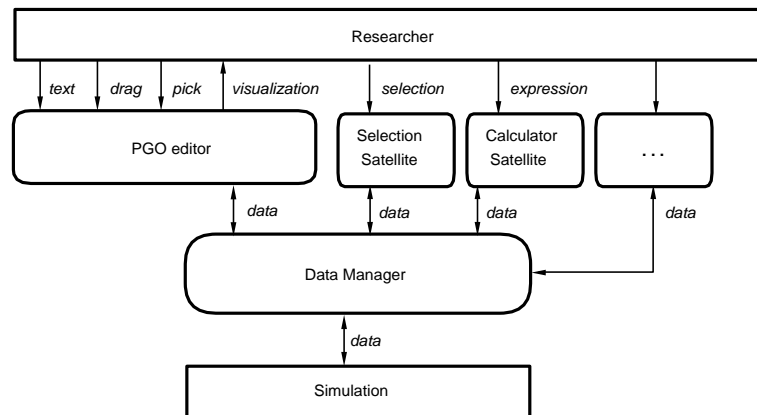 Researcher
text drag pick visualization selection expression
PGO editor
Selection
Satellite
Calculator
Satellite
...
data data data data
Data Manager
data
Simulation